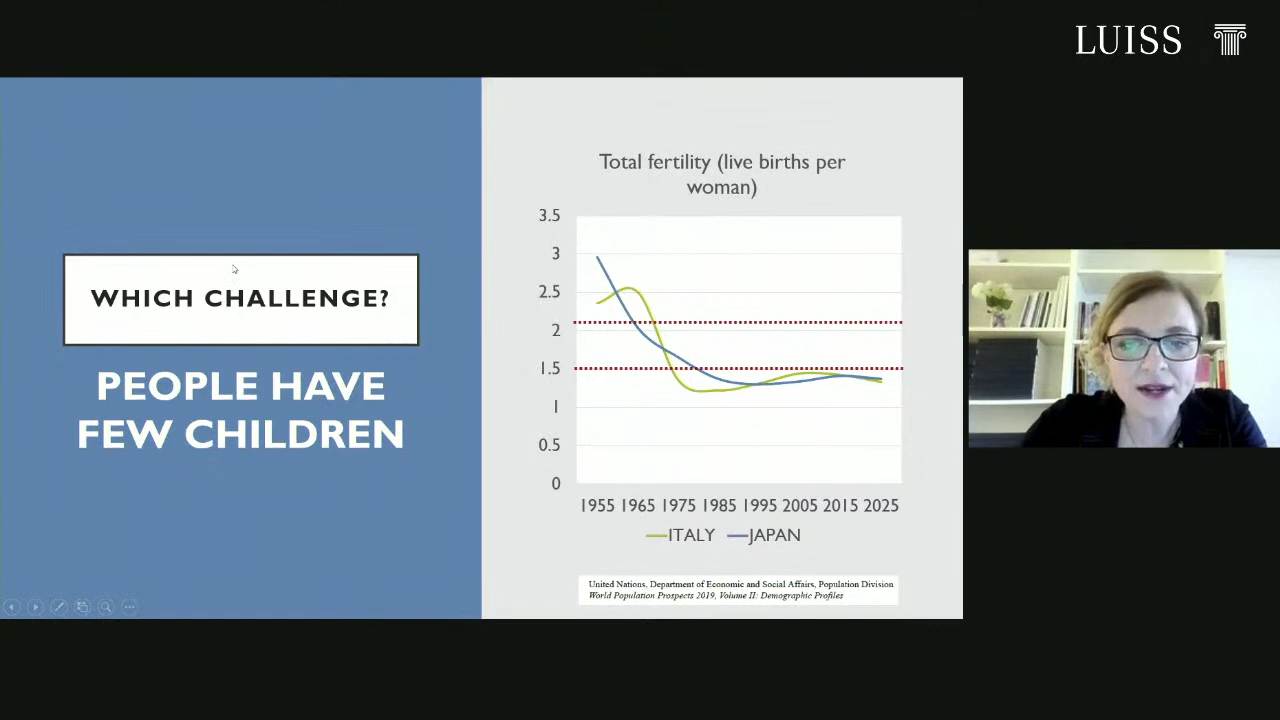 LUISS
WHICH CHALLENGE?
PEOPLE HAVE
FEW CHILDREN
Total fertility (live births per
woman)
3.5
3
2.5
2
1.5
1
0.5
0
1955 1965 1975 1985 1995 2005 2015 2025
ITALY JAPAN
United Nations, Department of Economic and Social Affairs, Population Division
World Population Prospects 2019, Volume II: Demographic Profiles